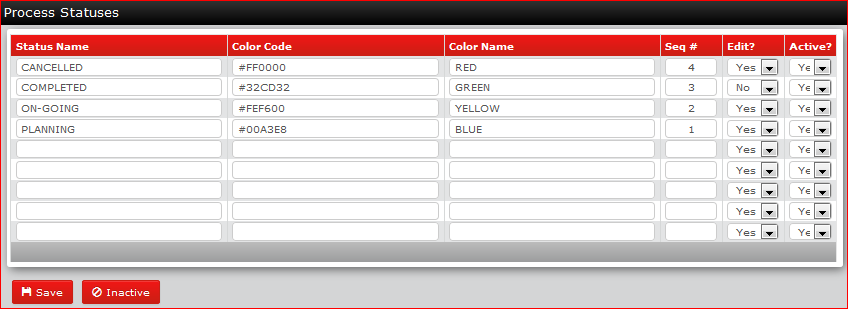 Process Statuses
Status Name Color Code Color Name Seq # Edit? Active?
CANCELLED #FF0000 RED 4 Yes Ye
COMPLETED #32CD32 GREEN 3 No Ye
ON-GOING #FEF600 YELLOW 2 Yes Ye
PLANNING #00A3E8 BLUE 1 Yes Ye
Yes Ye
Yes Ye
Yes Ye
Yes Ye
Yes Ye
Save Inactive